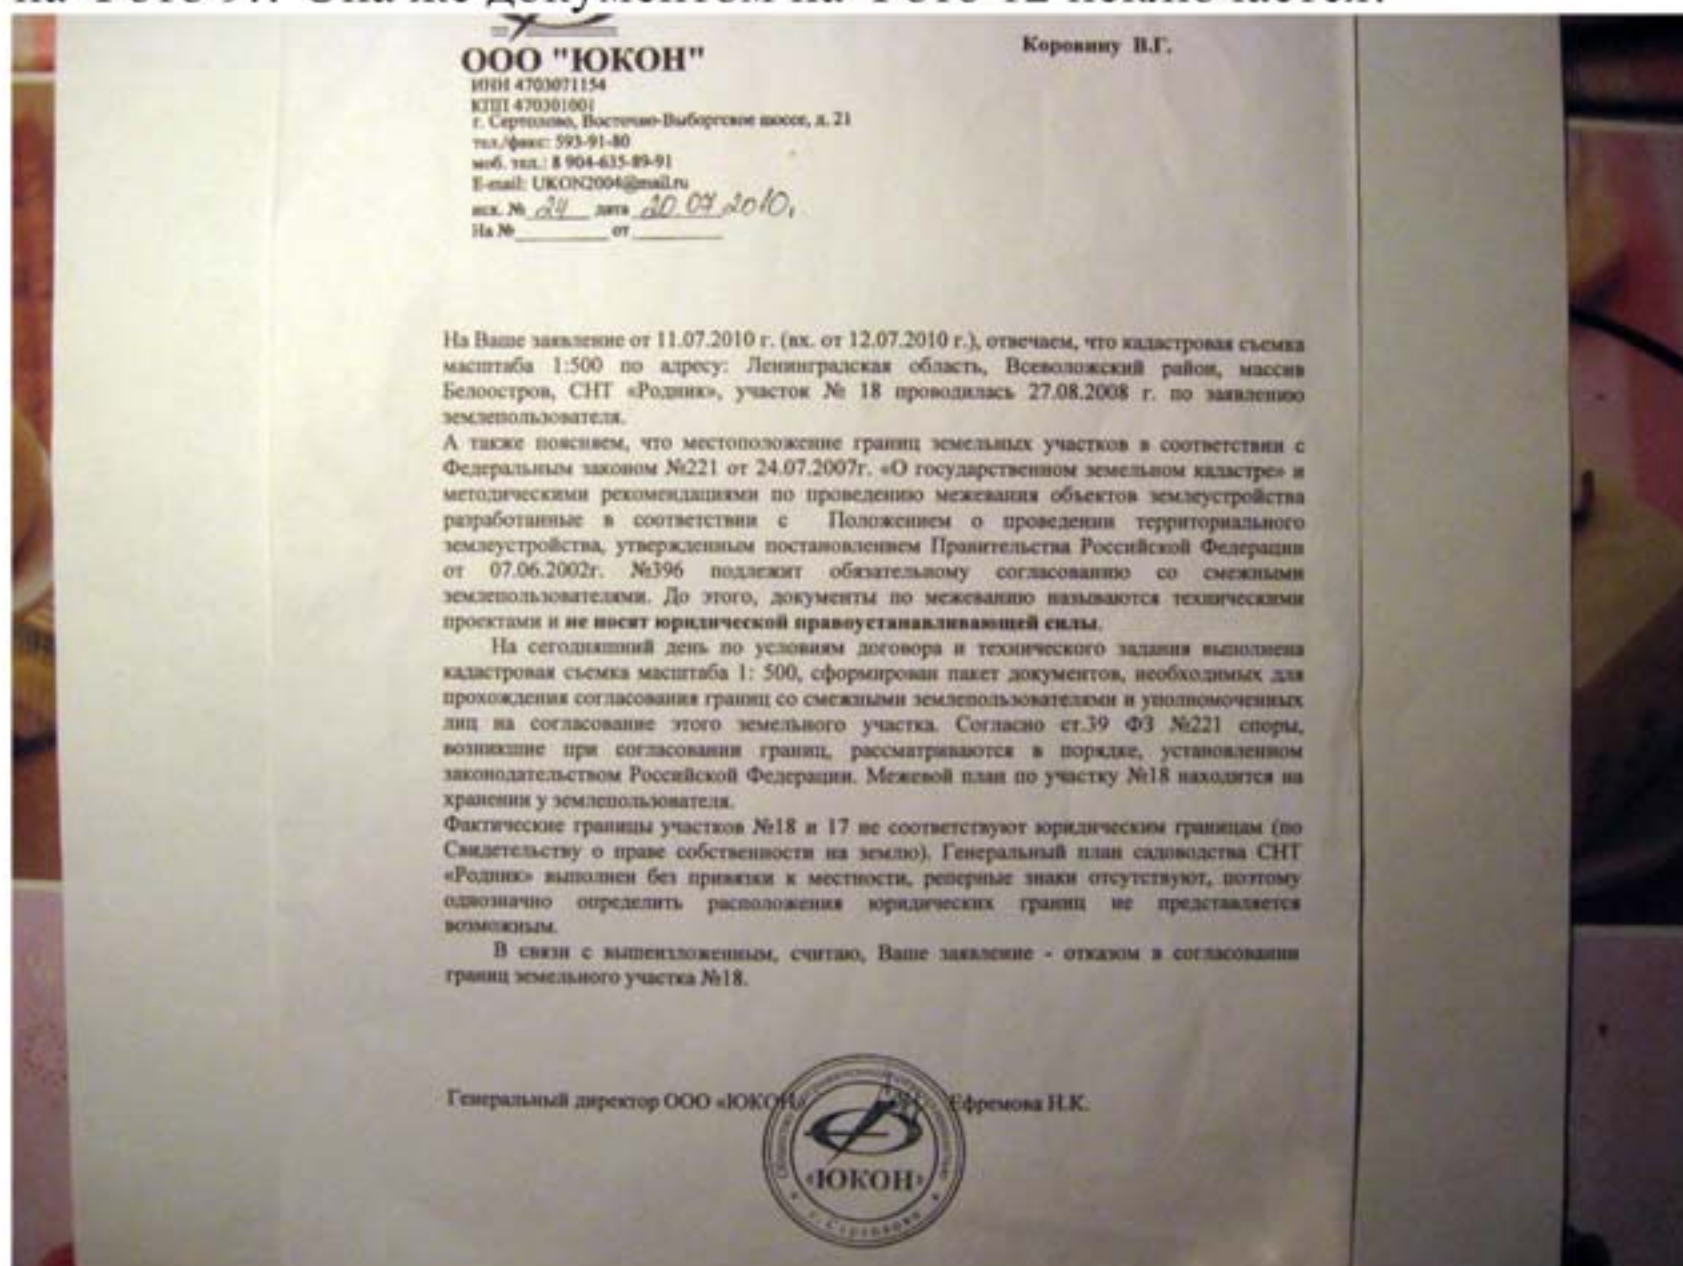 ООО "ЮКОН"
Коровину В.Г.
ИНН 4703071154
КПП 470301001
г. Сертолово, Восточно-Выборгское шоссе, д. 21
тел./факс: 593-91-80
моб. тел.: 8 904-635-89-91
E-mail: UKON2004@mail.ru
исх. № 24 дата 20.07.2010.
На № от
На Ваше заявление от 11.07.2010 г. (вх. от 12.07.2010 г.), отвечаем, что кадастровая съемка
масштаба 1:500 по адресу: Ленинградская область, Всеволожский район, массив
Белоостров, СНТ «Родник», участок № 18 проводилась 27.08.2008 г. по заявлению
землепользователя.
А также поясняем, что местоположение границ земельных участков в соответствии с
Федеральным законом №221 от 24.07.2007г. «О государственном земельном кадастре» и
методическими рекомендациями по проведению межевания объектов землеустройства
разработанные в соответствии с Положением о проведении территориального
землеустройства, утвержденным постановлением Правительства Российской Федерации
от 07.06.2002г. №396 подлежит обязательному согласованию со смежными
землепользователями. До этого, документы по межеванию называются техническими
проектами и не носят юридической правоустанавливающей силы.
На сегодняшний день по условиям договора и технического задания выполнена
кадастровая съемка масштаба 1: 500, сформирован пакет документов, необходимых для
прохождения согласования границ со смежными землепользователями и уполномоченных
лиц на согласование этого земельного участка. Согласно ст.39 ФЗ №221 споры,
возникшие при согласовании границ, рассматриваются в порядке, установленном
законодательством Российской Федерации. Межевой план по участку №18 находится на
хранении у землепользователя.
Фактические границы участков №18 и 17 не соответствуют юридическим границам (по
Свидетельству о праве собственности на землю). Генеральный план садоводства СНТ
«Родник» выполнен без привязки к местности, реперные знаки отсутствуют, поэтому
однозначно определить расположения юридических границ не представляется
возможным.
В связи с вышеизложенным, считаю, Ваше заявление - отказом в согласовании
границ земельного участка №18.
Генеральный директор ООО «ЮКОН» Ефремова Н.К.
«ЮКОН»
г. Сертолово